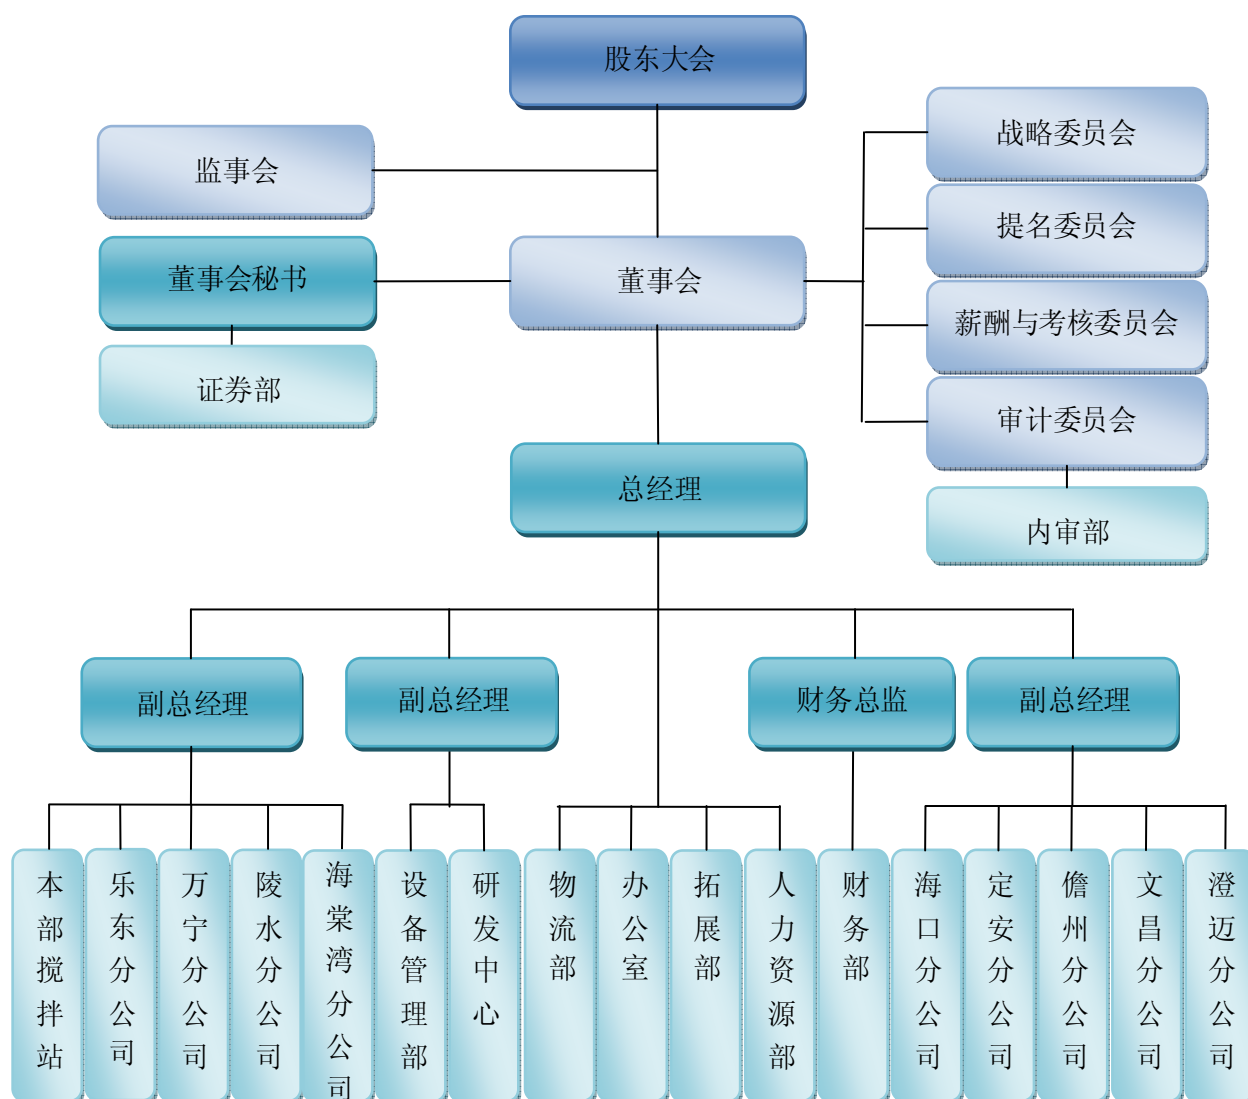 股东大会
监事会
战略委员会
提名委员会
董事会秘书
董事会
薪酬与考核委员会
证券部
审计委员会
总经理
内审部
副总经理
副总经理
财务总监
副总经理
本部搅拌站
乐东分公司
万宁分公司
陵水分公司
海棠湾分公司
设备管理部
研发中心
物流部
办公室
拓展部
人力资源部
财务部
海口分公司
定安分公司
儋州分公司
文昌分公司
澄迈分公司